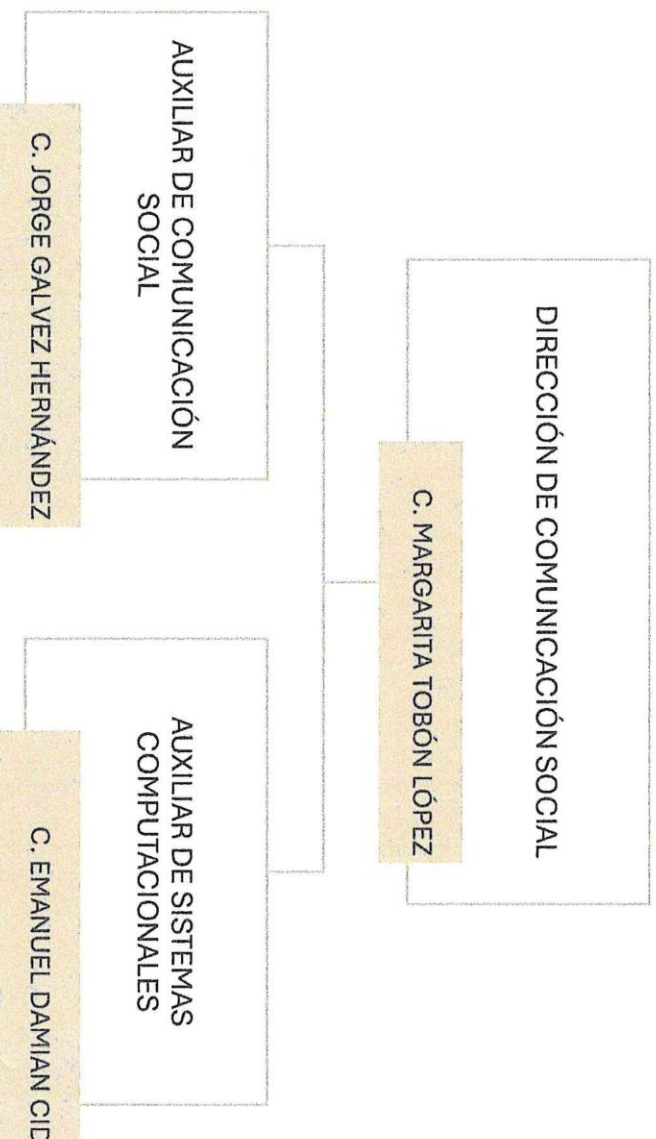 DIRECCIÓN DE COMUNICACIÓN SOCIAL
C. MARGARITA TOBÓN LÓPEZ
AUXILIAR DE COMUNICACIÓN
SOCIAL
C. JORGE GALVEZ HERNÁNDEZ
AUXILIAR DE SISTEMAS
COMPUTACIONALES
C. EMANUEL DAMIAN CID